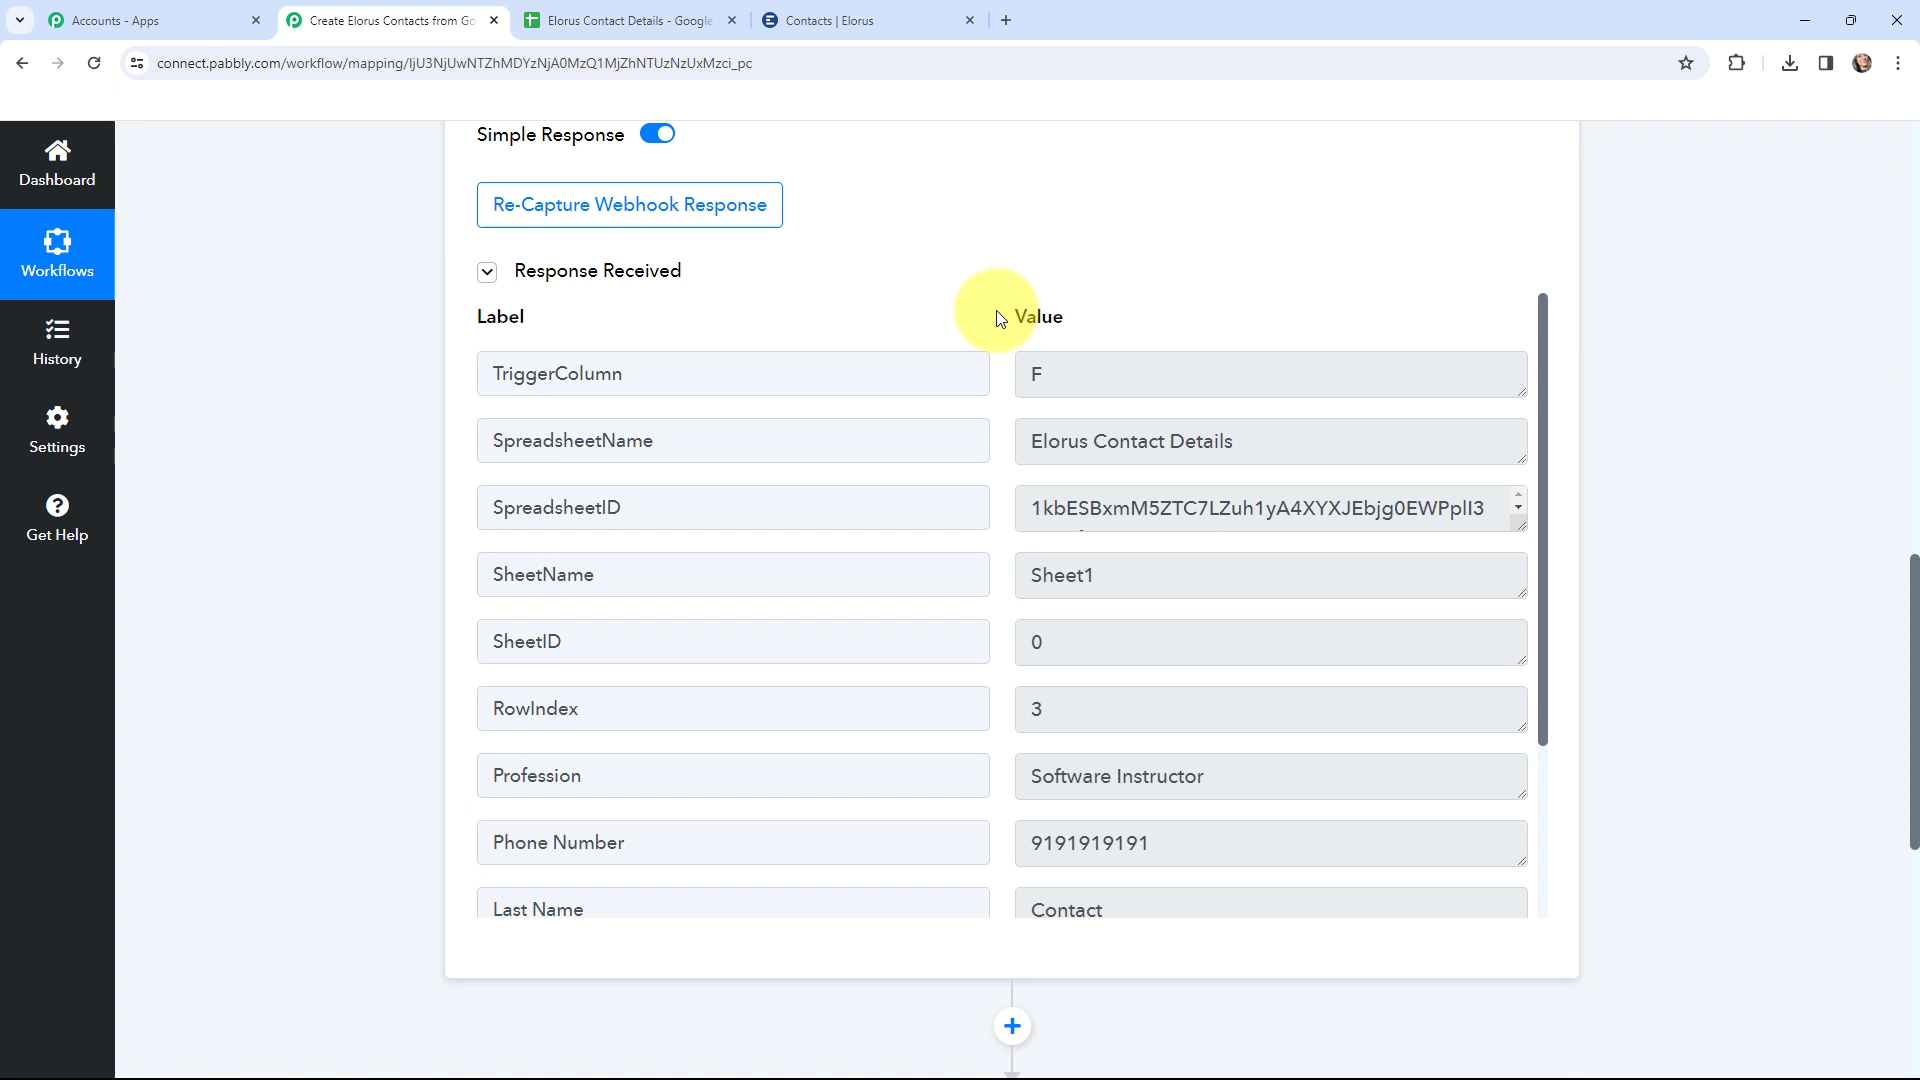 Accounts - Apps
Create Elorus Contacts from Go
Elorus Contact Details - Google
Contacts | Elorus
connect.pabbly.com/workflow/mapping/IjU3NjUwNTZhMDYzNjA0MzQ1MjZhNTUzNzUxMzci_pc
Dashboard
Workflows
History
Settings
Get Help
Simple Response
Re-Capture Webhook Response
Response Received
Label Value
TriggerColumn F
SpreadsheetName Elorus Contact Details
SpreadsheetID 1kbESBxmM5ZTC7LZuh1yA4XYXJEbjg0EWPplI3
SheetName Sheet1
SheetID 0
RowIndex 3
Profession Software Instructor
Phone Number 9191919191
Last Name Contact